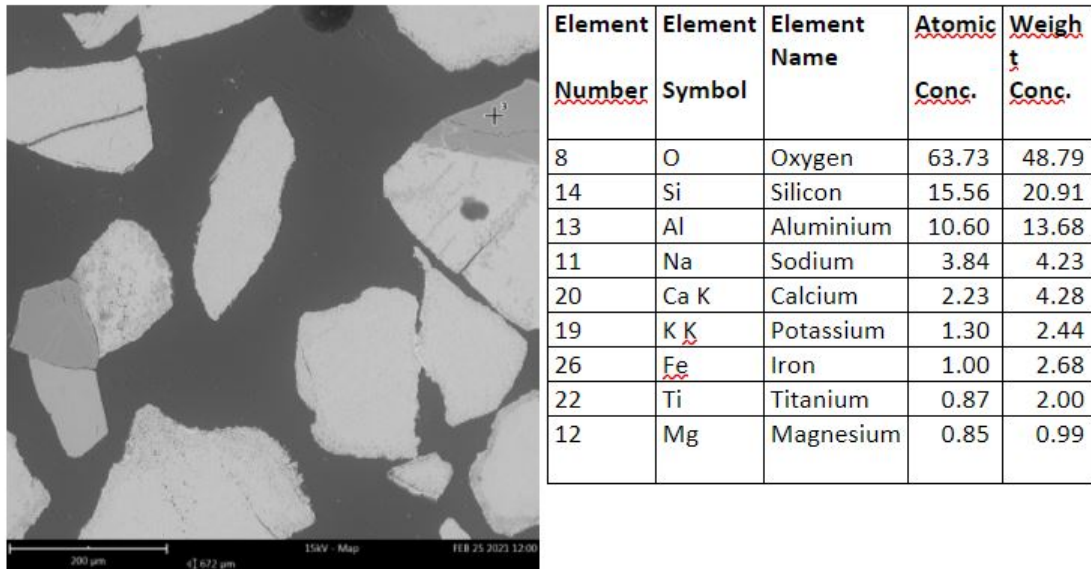 3
200 µm
672 µm
15kV - Map
FEB 25 2021 12:00
Element Number Element Symbol Element Name Atomic Conc. Weight Conc.
8 O Oxygen 63.73 48.79
14 Si Silicon 15.56 20.91
13 Al Aluminium 10.60 13.68
11 Na Sodium 3.84 4.23
20 Ca K Calcium 2.23 4.28
19 K K Potassium 1.30 2.44
26 Fe Iron 1.00 2.68
22 Ti Titanium 0.87 2.00
12 Mg Magnesium 0.85 0.99